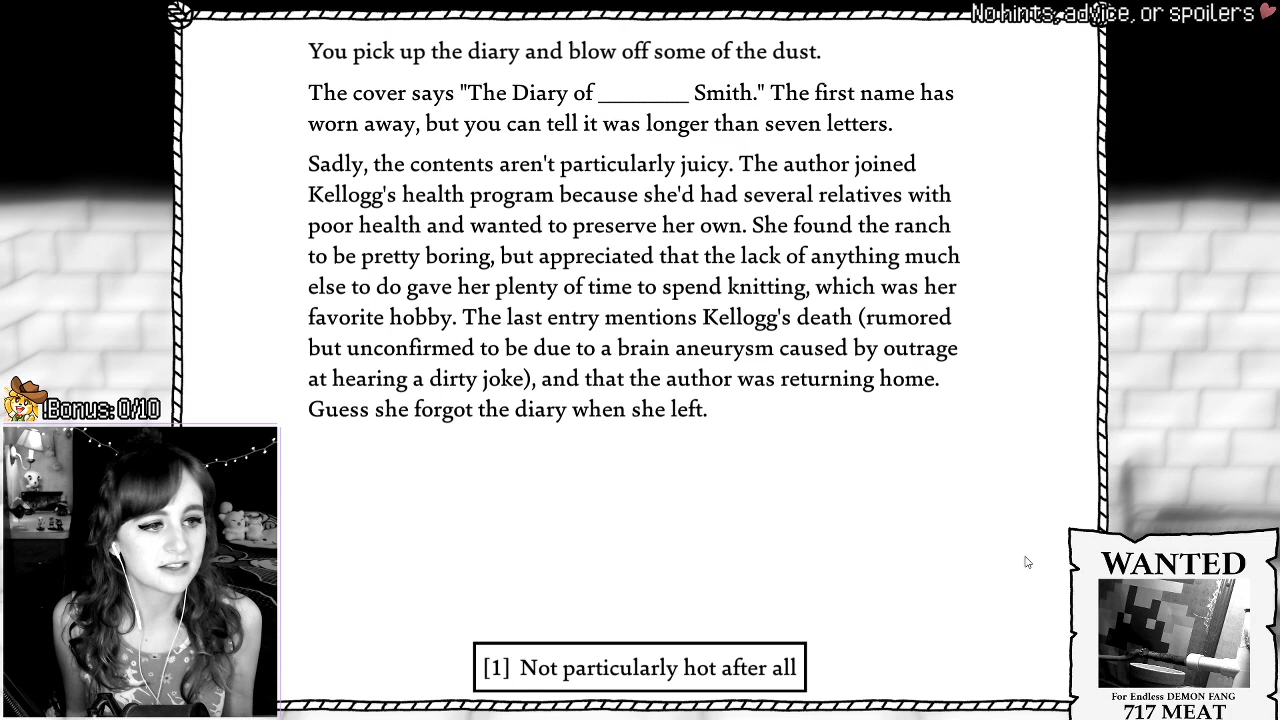 No hints, advice, or spoilers
You pick up the diary and blow off some of the dust.
The cover says "The Diary of ________ Smith." The first name has
worn away, but you can tell it was longer than seven letters.
Sadly, the contents aren't particularly juicy. The author joined
Kellogg's health program because she'd had several relatives with
poor health and wanted to preserve her own. She found the ranch
to be pretty boring, but appreciated that the lack of anything much
else to do gave her plenty of time to spend knitting, which was her
favorite hobby. The last entry mentions Kellogg's death (rumored
but unconfirmed to be due to a brain aneurysm caused by outrage
at hearing a dirty joke), and that the author was returning home.
Guess she forgot the diary when she left.
!Bonus: 0/10
[1] Not particularly hot after all
WANTED
For Endless DEMON FANG
717 MEAT